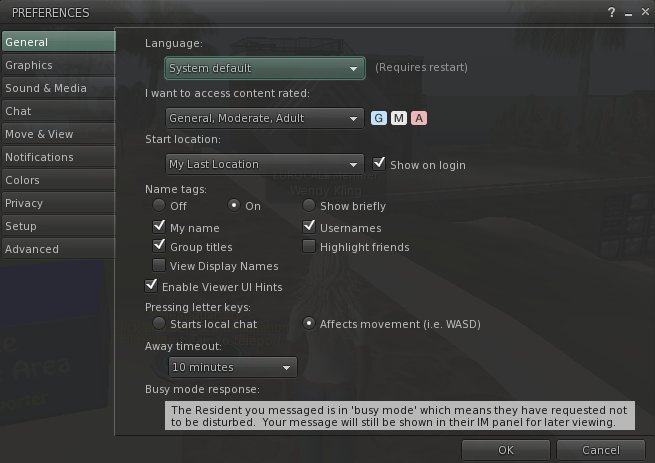 PREFERENCES
? _ ×
General
Graphics
Sound & Media
Chat
Move & View
Notifications
Colors
Privacy
Setup
Advanced
Language:
System default (Requires restart)
I want to access content rated:
General, Moderate, Adult G M A
Start location:
My Last Location Show on login
Wendy Kling
Name tags:
Off On Show briefly
My name Usernames
Group titles Highlight friends
View Display Names
Enable Viewer UI Hints
Pressing letter keys:
Starts local chat Affects movement (i.e. WASD)
Away timeout:
10 minutes
Busy mode response:
The Resident you messaged is in 'busy mode' which means they have requested not
to be disturbed. Your message will still be shown in their IM panel for later viewing.
Area
OK Cancel